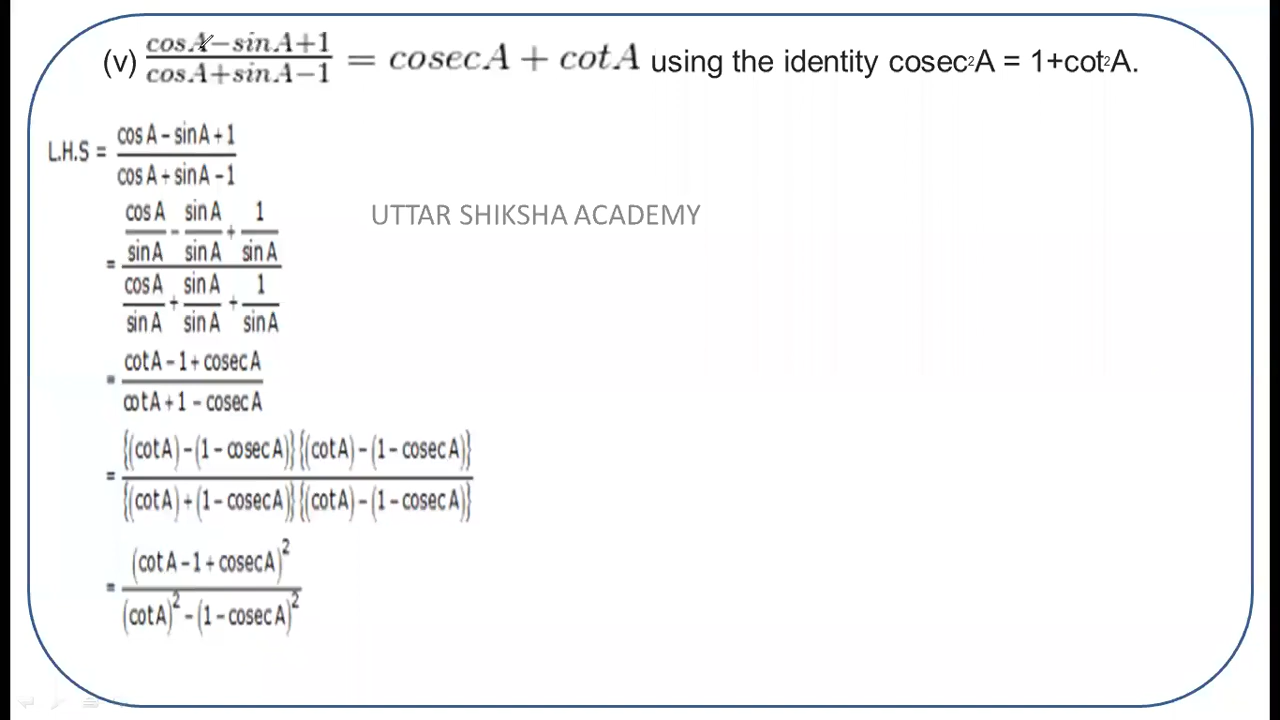 (v) (cosA−sinA+1)/(cosA+sinA−1) = cosecA + cotA using the identity cosec²A = 1+cot²A.
L.H.S = (cosA − sinA + 1)/(cosA + sinA − 1)
UTTAR SHIKSHA ACADEMY
= (cosA/sinA − sinA/sinA + 1/sinA)/(cosA/sinA + sinA/sinA + 1/sinA)
= (cotA − 1 + cosecA)/(cotA + 1 − cosecA)
= {(cotA) − (1 − cosecA)}{(cotA) − (1 − cosecA)}/{(cotA) + (1 − cosecA)}{(cotA) − (1 − cosecA)}
= (cotA − 1 + cosecA)²/(cotA)² − (1 − cosecA)²